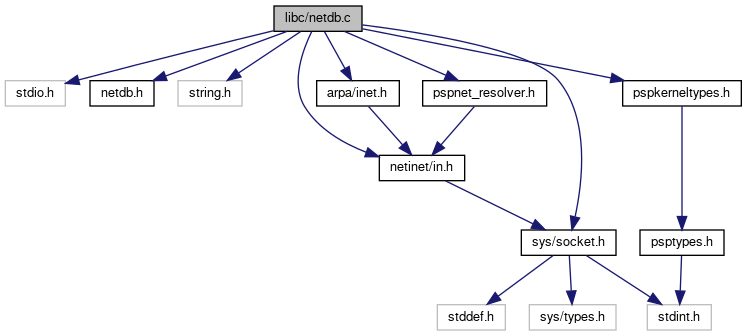 libc/netdb.c
stdio.h
netdb.h
string.h
arpa/inet.h
pspnet_resolver.h
pspkerneltypes.h
netinet/in.h
sys/socket.h
psptypes.h
stddef.h
sys/types.h
stdint.h